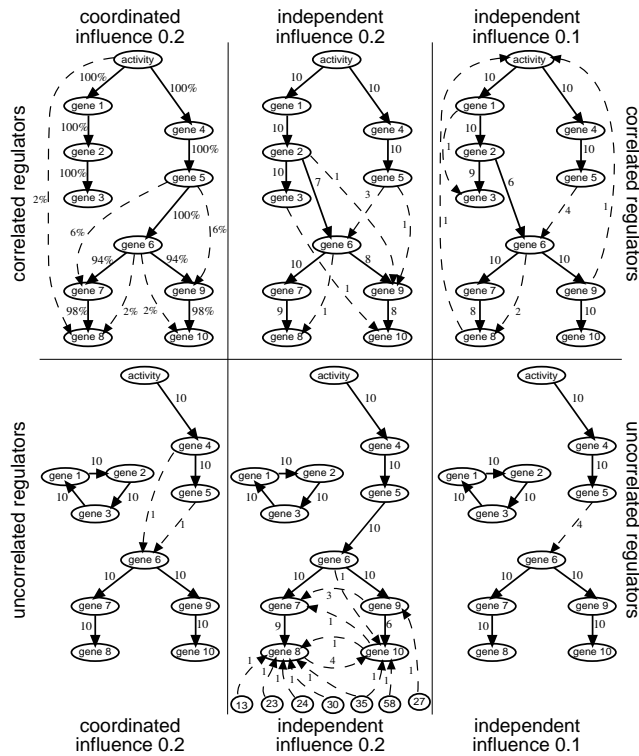 coordinated
influence 0.2
independent
influence 0.2
independent
influence 0.1
correlated regulators
activity
100%
100%
gene 1
100%
gene 4
gene 2
100%
100%
gene 5
gene 3
2%
100%
6%
6%
gene 6
94%
94%
gene 7
gene 9
98%
2%
2%
98%
gene 8
gene 10
activity
10
10
gene 1
10
gene 4
gene 2
10
10
gene 5
7
1
gene 3
3
1
gene 6
10
8
1
gene 7
gene 9
9
1
8
gene 8
gene 10
activity
10
10
gene 1
10
gene 4
1
gene 2
10
9
6
gene 5
gene 3
4
1
1
gene 6
10
10
gene 7
gene 9
8
2
10
gene 8
gene 10
correlated regulators
uncorrelated regulators
activity
10
gene 4
10
gene 1
gene 2
10
gene 5
10
10
gene 3
1
1
gene 6
10
10
gene 7
gene 9
10
10
gene 8
gene 10
activity
10
gene 4
10
gene 1
gene 2
10
gene 5
10
10
gene 3
10
gene 6
10
1
10
3
gene 7
gene 9
9
1
6
1
gene 8
gene 10
4
1
1
1
1
1
1
1
1
13
23
24
30
35
58
27
activity
10
gene 4
10
gene 1
gene 2
10
gene 5
10
10
gene 3
4
gene 6
10
10
gene 7
gene 9
10
10
gene 8
gene 10
uncorrelated regulators
coordinated
influence 0.2
independent
influence 0.2
independent
influence 0.1